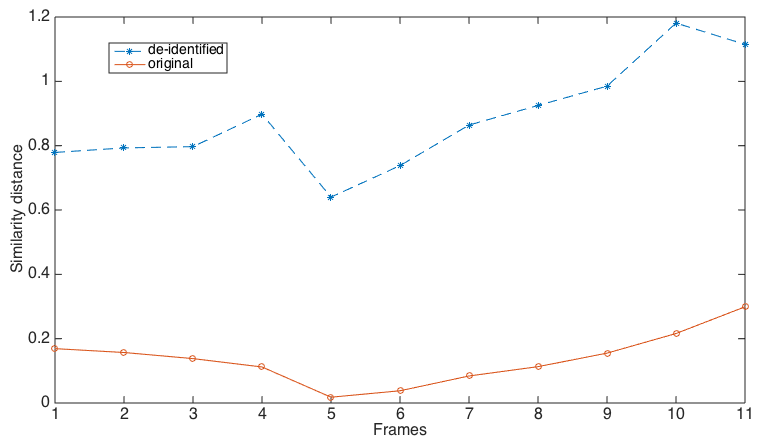 1.2
1
0.8
0.6
0.4
0.2
0
Similarity distance
de-identified
original
1 2 3 4 5 6 7 8 9 10 11
Frames